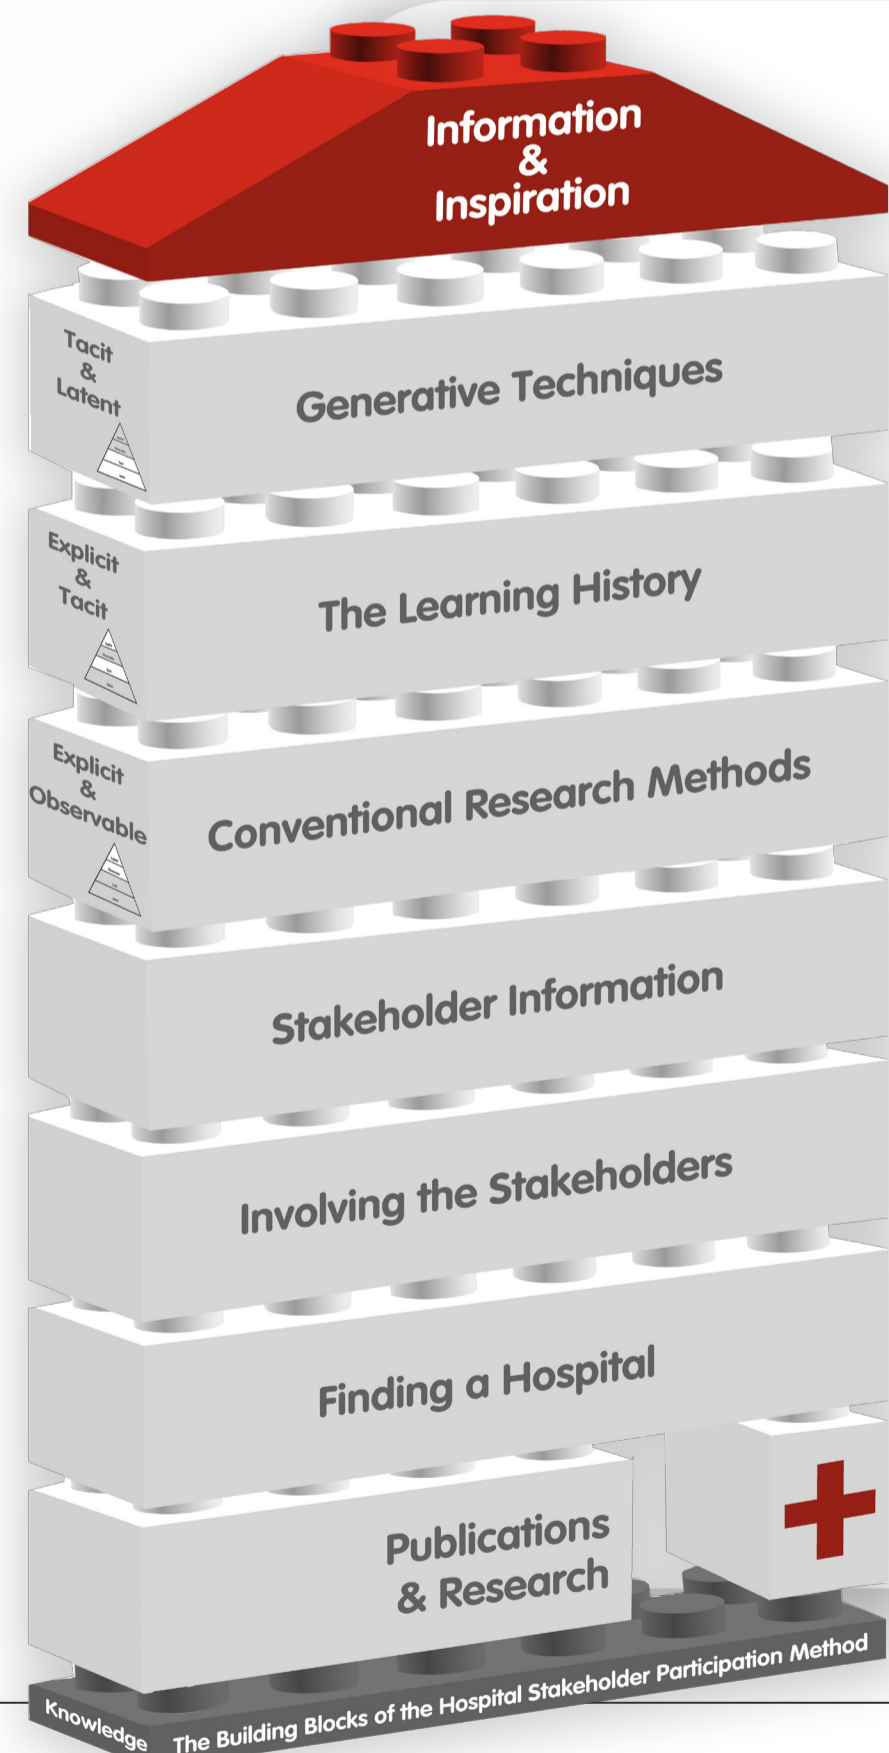 Information
&
Inspiration
Tacit
&
Latent
Generative Techniques
Explicit
&
Tacit
The Learning History
Explicit
&
Observable
Conventional Research Methods
Stakeholder Information
Involving the Stakeholders
Finding a Hospital
Publications
& Research
Knowledge
The Building Blocks of the Hospital Stakeholder Participation Method